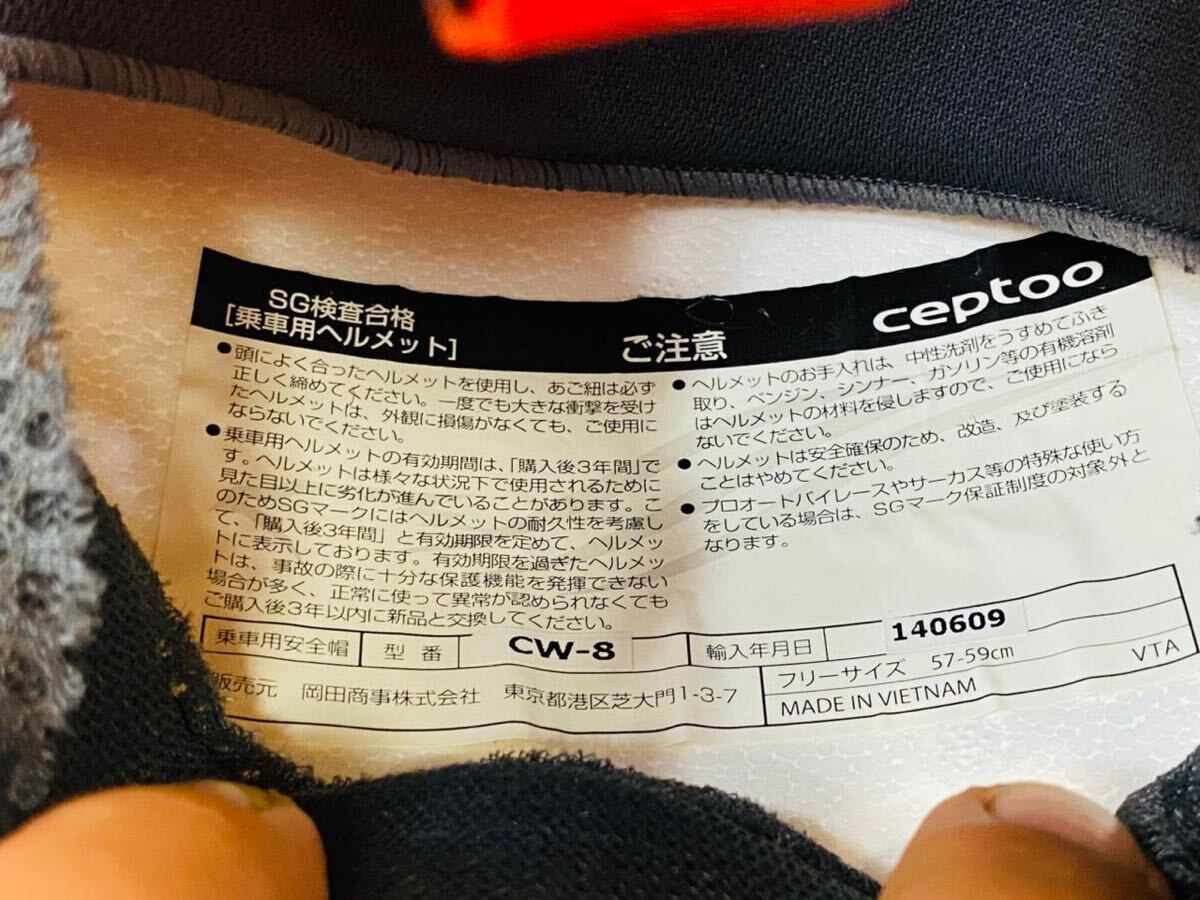 SG検査合格
[乗車用ヘルメット]
ご注意
ceptoo
●頭によく合ったヘルメットを使用し、あご紐は必ず
正しく締めてください。一度でも大きな衝撃を受け
たヘルメットは、外観に損傷がなくても、ご使用に
ならないでください。
●乗車用ヘルメットの有効期間は、「購入後3年間」で
す。ヘルメットは様々な状況下で使用されるために
見た目以上に劣化が進んでいることがあります。こ
のためSGマークにはヘルメットの耐久性を考慮し
て、「購入後3年間」と有効期限を定めて、ヘルメッ
トに表示しております。有効期限を過ぎたヘルメッ
トは、事故の際に十分な保護機能を発揮できない
場合が多く、正常に使って異常が認められなくても
ご購入後3年以内に新品と交換してください。
●ヘルメットのお手入れは、中性洗剤をうすめてふき
取り、ベンジン、シンナー、ガソリン等の有機溶剤
はヘルメットの材料を侵しますので、ご使用になら
ないでください。
●ヘルメットは安全確保のため、改造、及び塗装する
ことはやめてください。
●プロオートバイレースやサーカス等の特殊な使い方
をしている場合は、SGマーク保証制度の対象外と
なります。
乗車用安全帽 型番 CW-8 輸入年月日 140609
販売元 岡田商事株式会社 東京都港区芝大門1-3-7
フリーサイズ 57-59cm
MADE IN VIETNAM VTA